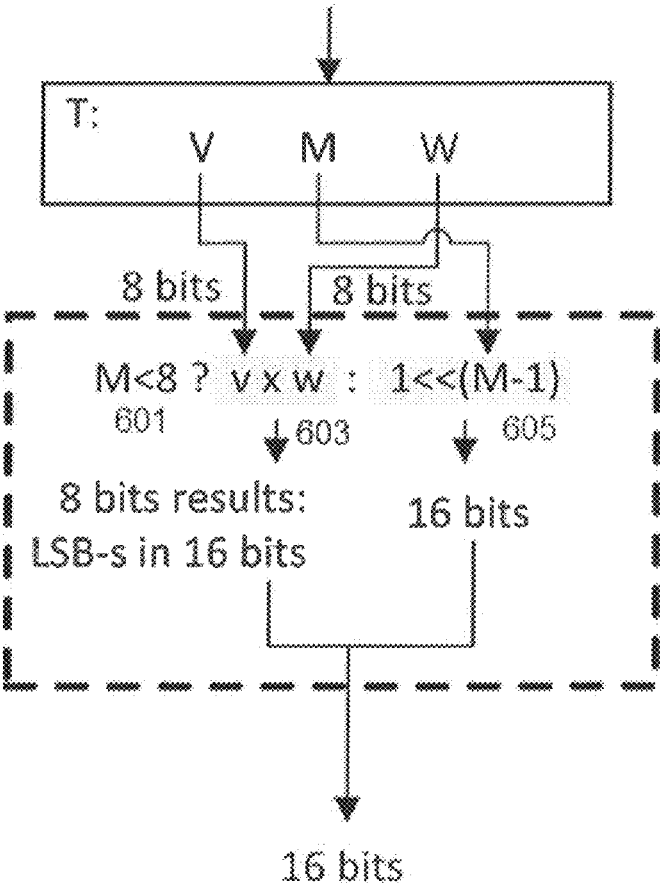 T:
V M W
8 bits 8 bits
M<8 ? v x w : 1<<(M-1)
601 603 605
8 bits results:
LSB-s in 16 bits
16 bits
16 bits